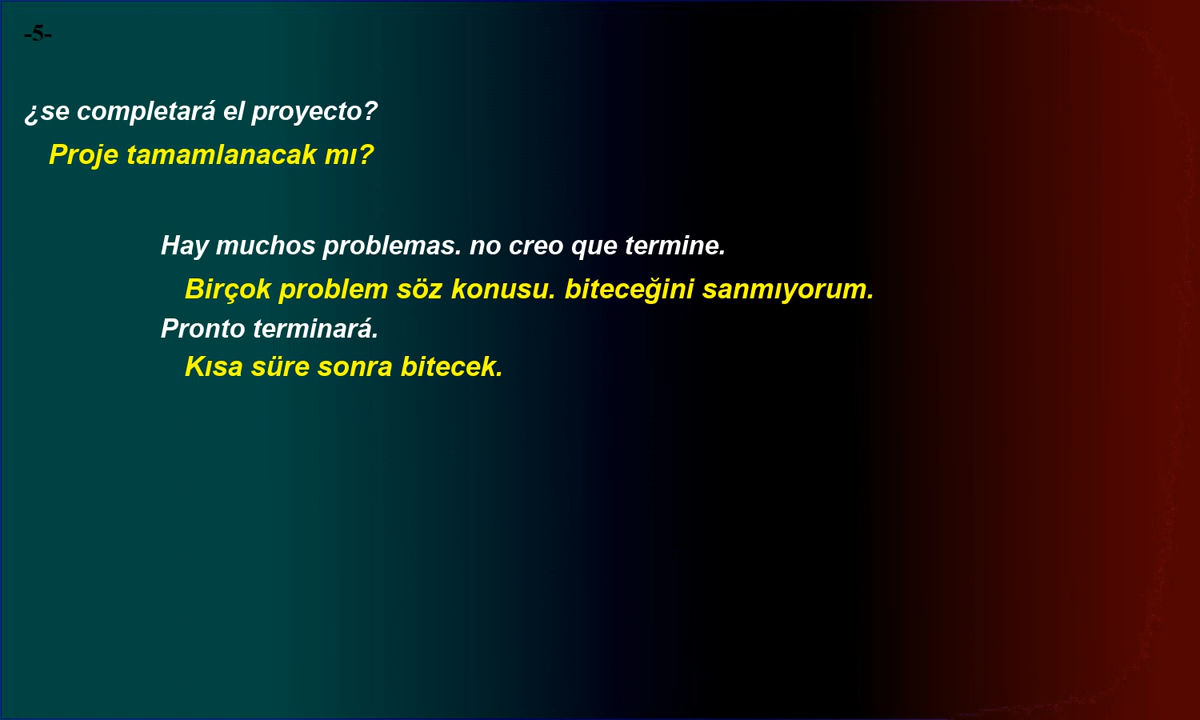 -5-
¿se completará el proyecto?
Proje tamamlanacak mı?
Hay muchos problemas. no creo que termine.
Birçok problem söz konusu. biteceğini sanmıyorum.
Pronto terminará.
Kısa süre sonra bitecek.